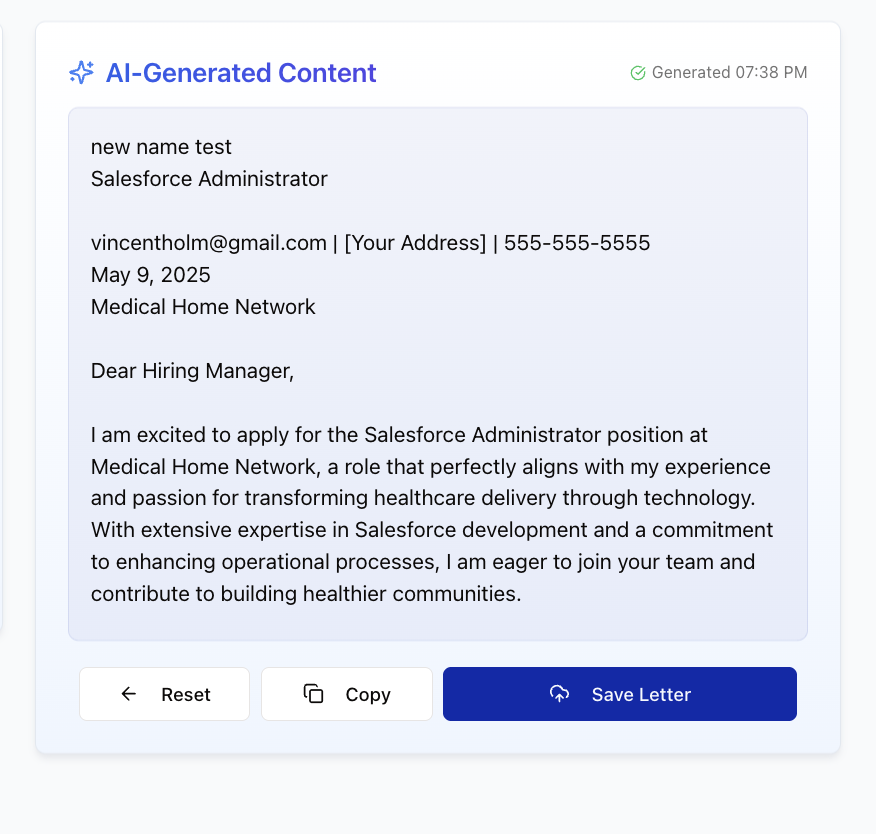 AI-Generated Content
Generated 07:38 PM
new name test
Salesforce Administrator
vincentholm@gmail.com | [Your Address] | 555-555-5555
May 9, 2025
Medical Home Network
Dear Hiring Manager,
I am excited to apply for the Salesforce Administrator position at
Medical Home Network, a role that perfectly aligns with my experience
and passion for transforming healthcare delivery through technology.
With extensive expertise in Salesforce development and a commitment
to enhancing operational processes, I am eager to join your team and
contribute to building healthier communities.
Reset
Copy
Save Letter